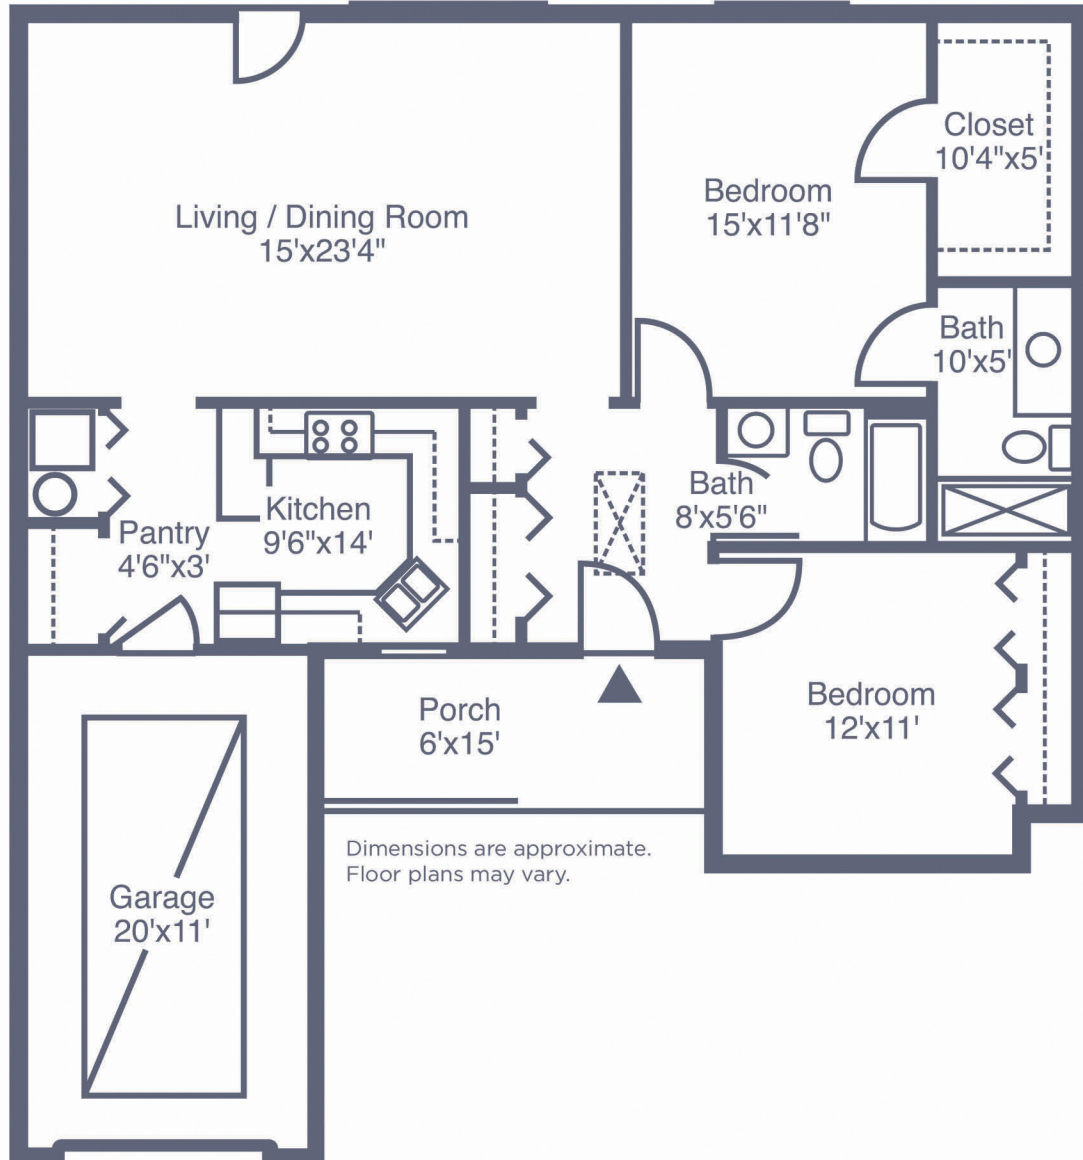 Living / Dining Room
15'x23'4"
Bedroom
15'x11'8"
Closet
10'4"x5'
Bath
10'x5'
Pantry
4'6"x3'
Kitchen
9'6"x14'
Bath
8'x5'6"
Porch
6'x15'
Bedroom
12'x11'
Dimensions are approximate.
Floor plans may vary.
Garage
20'x11'